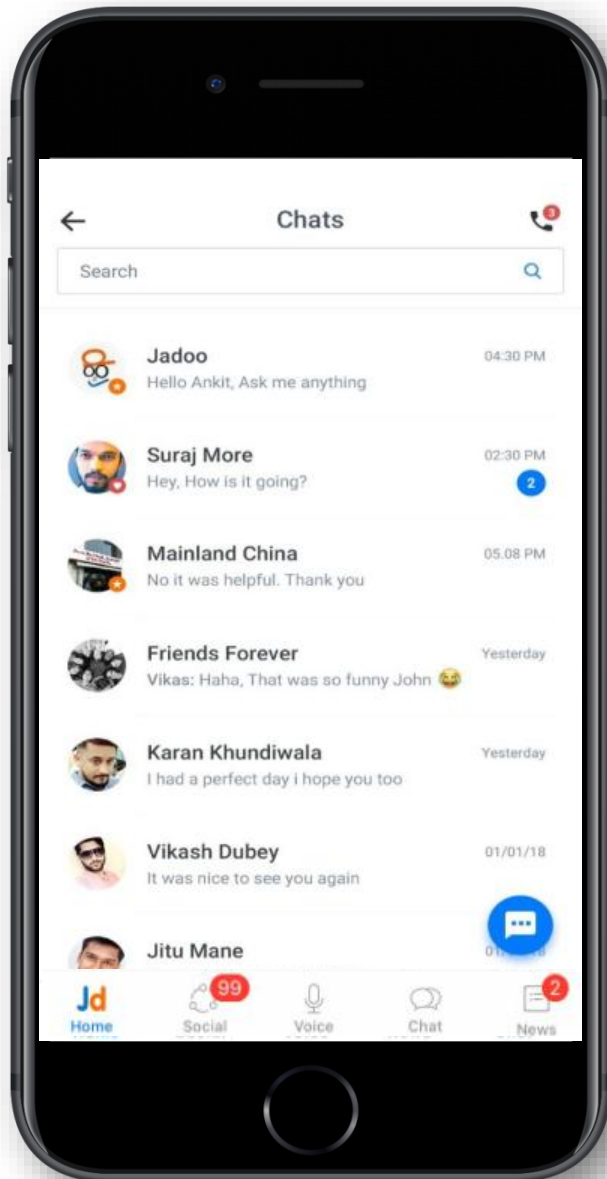 Chats
3
Search
Jadoo
04:30 PM
Hello Ankit, Ask me anything
Suraj More
02:30 PM
Hey, How is it going?
2
Mainland China
05.08 PM
No it was helpful. Thank you
Friends Forever
Yesterday
Vikas: Haha, That was so funny John 😂
Karan Khundiwala
Yesterday
I had a perfect day i hope you too
Vikash Dubey
01/01/18
It was nice to see you again
Jitu Mane
Jd
99
2
Home
Social
Voice
Chat
News